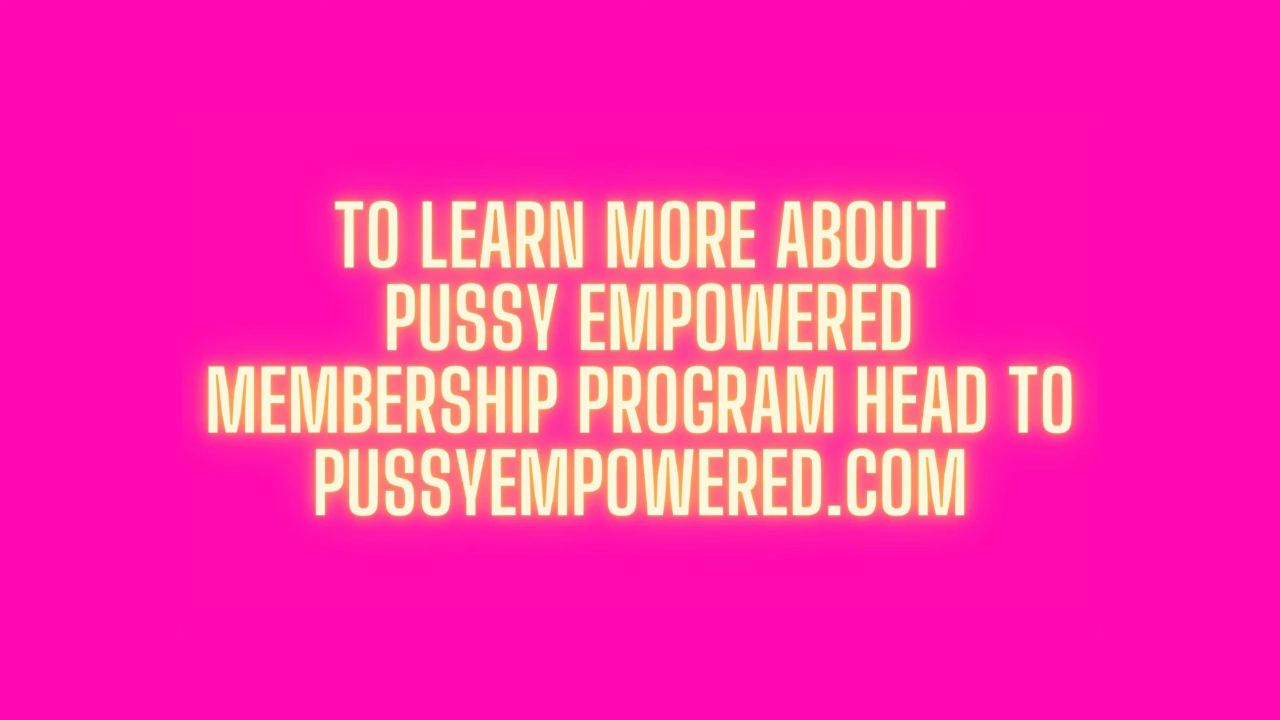 TO LEARN MORE ABOUT
PUSSY EMPOWERED
MEMBERSHIP PROGRAM HEAD TO
PUSSYEMPOWERED.COM